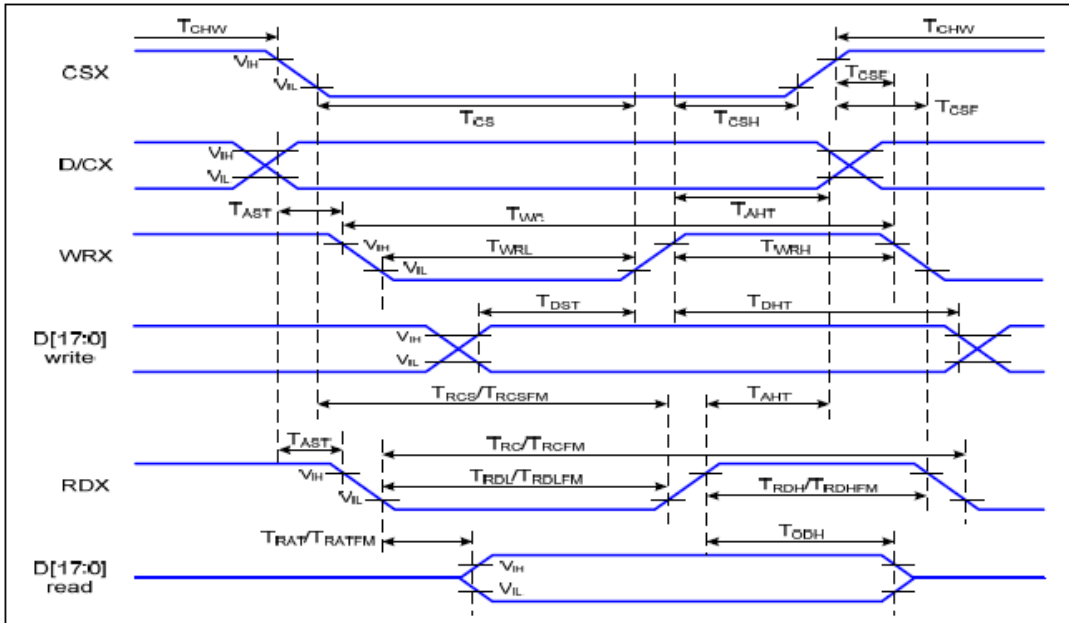 TCHW TCHW
VIH
CSX
TCSF
VIL
TCSF
TCS TCSH
VIH
D/CX
VIL
TAST TWC TAHT
VIH
WRX TWRL TWRH
VIL
TDST TDHT
D[17:0]
write
VIH
VIL
TRCS/TRCSFM TAHT
TAST TRC/TRCFM
VIH
RDX TRDL/TRDLFM TRDH/TRDHFM
VIL
TRAT/TRATFM TODH
D[17:0]
read
VIH
VIL